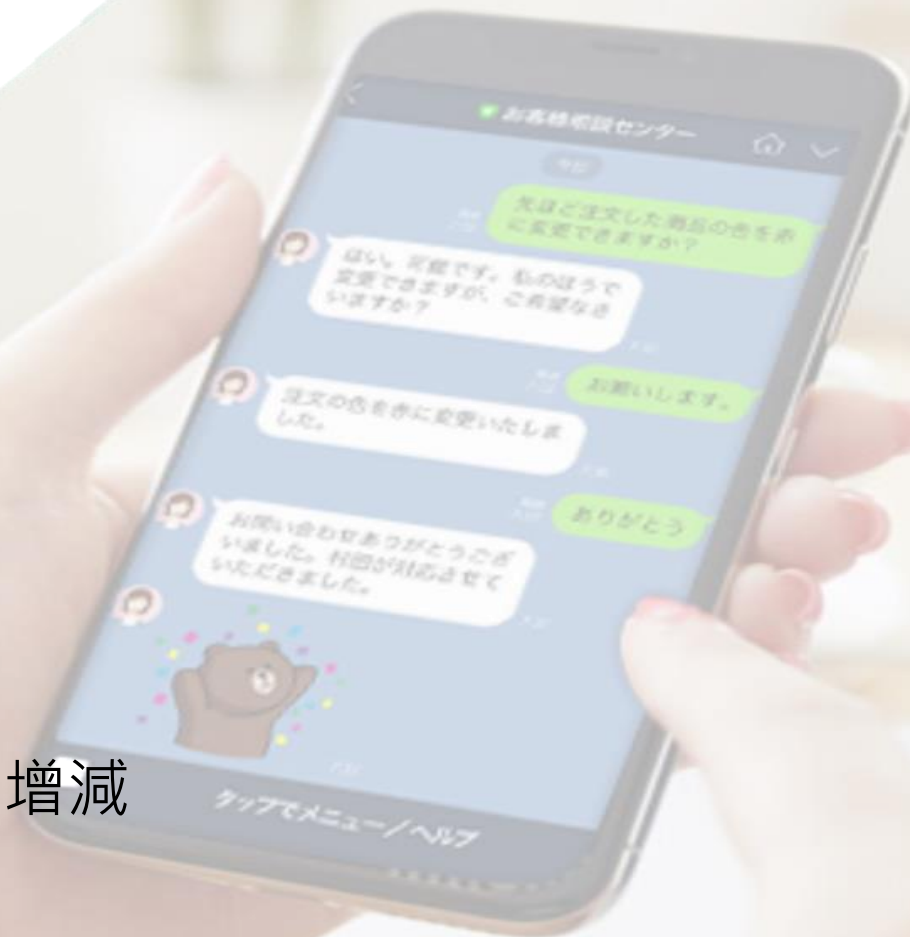 お客様相談センター
今日
先ほど注文した商品の色を赤
に変更できますか？
はい。可能です。私のほうで
変更できますが、ご希望なさ
いますか？
お願いします。
注文の色を赤に変更いたしま
した。
ありがとう
お問い合わせありがとうござ
いました。村田が対応させて
いただきました。
増減
タップでメニュー/ヘルプ